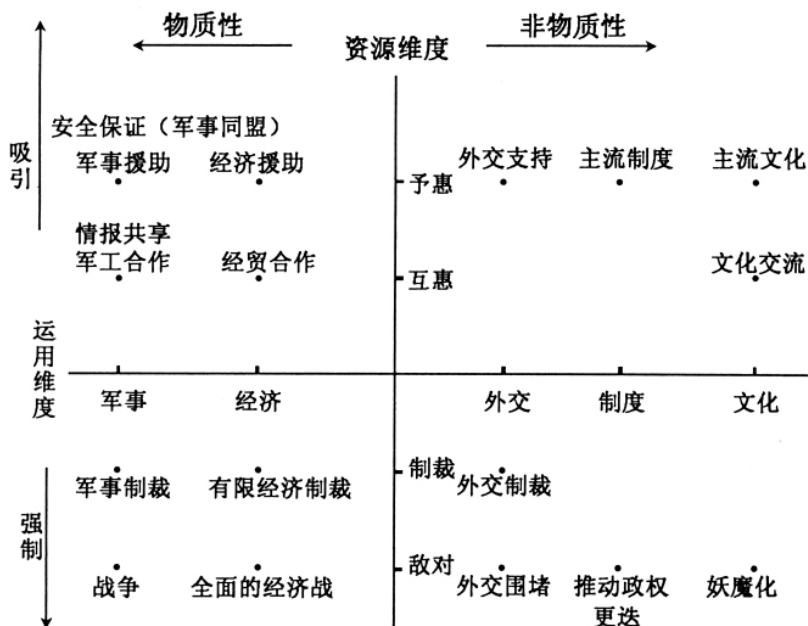 物质性
非物质性
资源维度
吸引
安全保证（军事同盟）
军事援助
经济援助
外交支持
主流制度
主流文化
予惠
情报共享
军工合作
经贸合作
互惠
文化交流
运用维度
军事
经济
外交
制度
文化
强制
军事制裁
有限经济制裁
制裁
外交制裁
战争
全面的经济战
敌对
外交围堵
推动政权
更迭
妖魔化